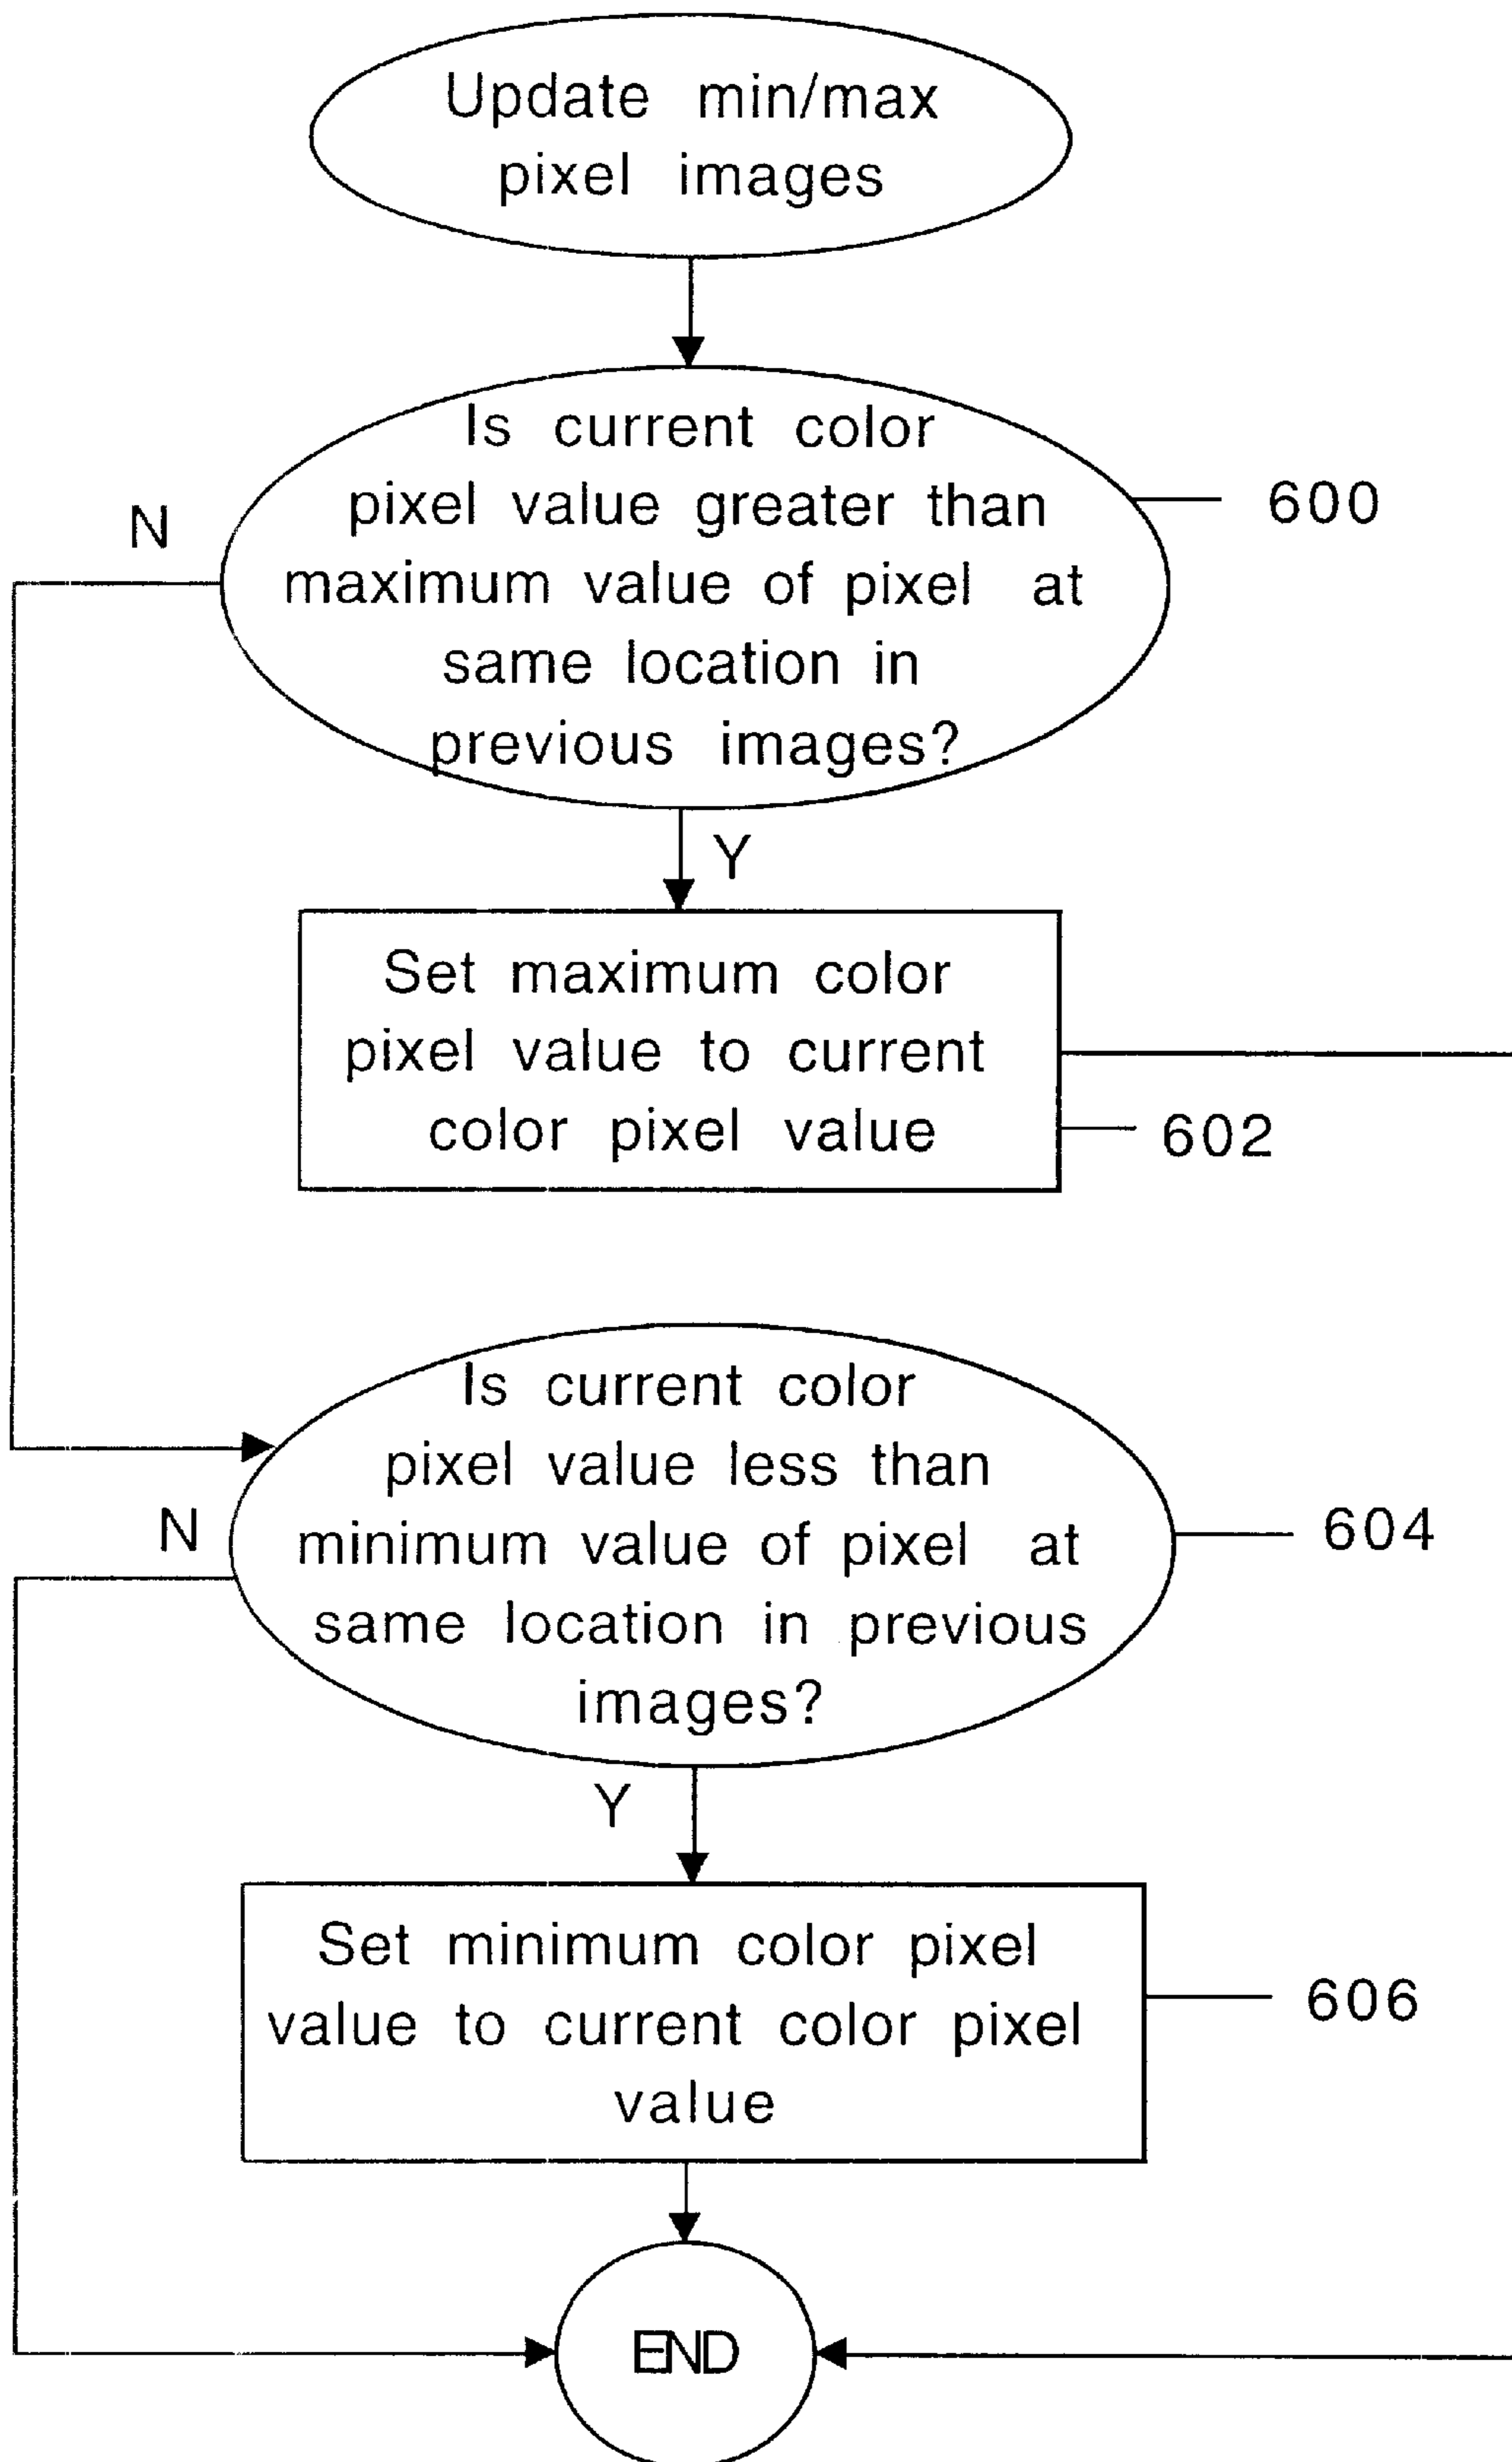 Update min/max
pixel images
Is current color
pixel value greater than
maximum value of pixel at
same location in
previous images?
600
N
Y
Set maximum color
pixel value to current
color pixel value
602
Is current color
pixel value less than
minimum value of pixel at
same location in previous
images?
604
N
Y
Set minimum color pixel
value to current color pixel
value
606
END